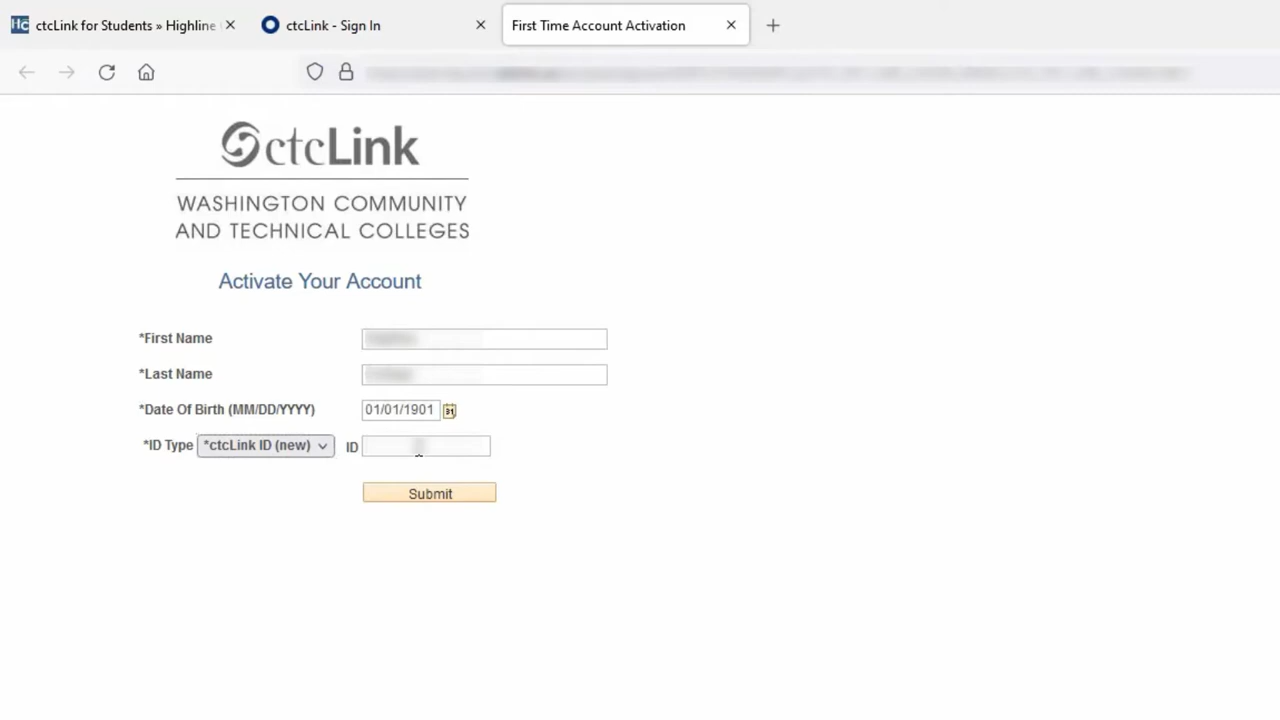 ctcLink for Students » Highline
ctcLink - Sign In
First Time Account Activation
ctcLink
WASHINGTON COMMUNITY
AND TECHNICAL COLLEGES
Activate Your Account
*First Name
*Last Name
*Date Of Birth (MM/DD/YYYY) 01/01/1901 31
*ID Type *ctcLink ID (new) ID
Submit